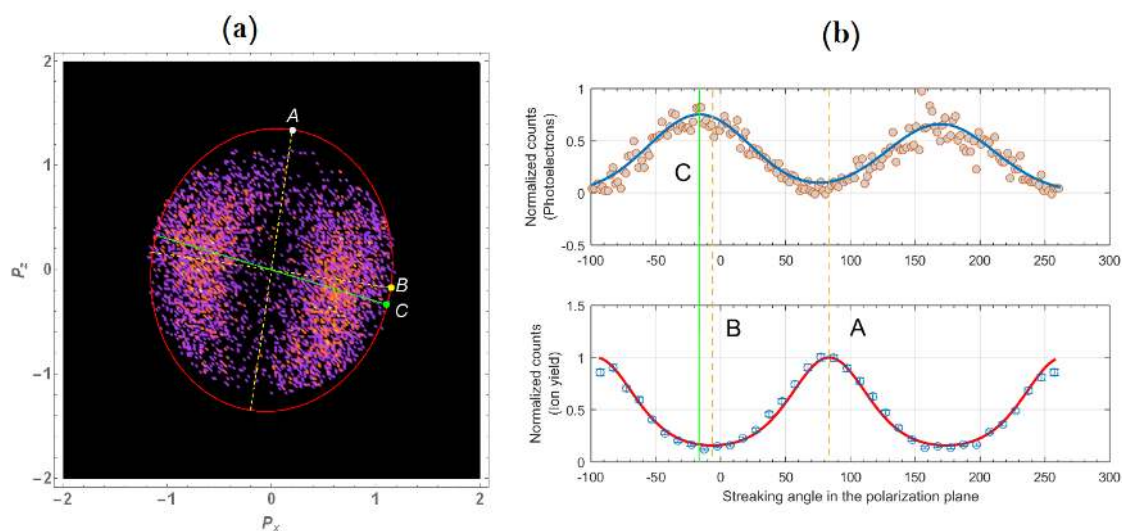 (a)
2
1
0
−1
−2
P_z
A
B
C
−2
−1
0
1
2
P_x
(b)
Normalized counts
(Photoelectrons)
1
0.5
0
-0.5
C
-100
-50
0
50
100
150
200
250
300
Normalized counts
(Ion yield)
1.5
1
0.5
0
B
A
-100
-50
0
50
100
150
200
250
300
Streaking angle in the polarization plane